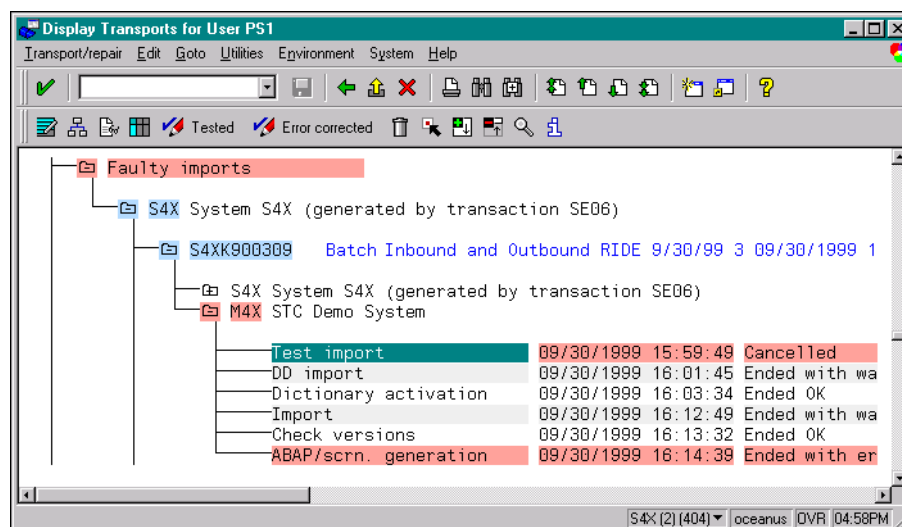 Display Transports for User PS1
Transport/repair Edit Goto Utilities Environment System Help
Tested Error corrected
Faulty imports
S4X System S4X (generated by transaction SE06)
S4XK900309 Batch Inbound and Outbound RIDE 9/30/99 3 09/30/1999 1
S4X System S4X (generated by transaction SE06)
M4X STC Demo System
Test import 09/30/1999 15:59:49 Cancelled
DD import 09/30/1999 16:01:45 Ended with wa
Dictionary activation 09/30/1999 16:03:34 Ended OK
Import 09/30/1999 16:12:49 Ended with wa
Check versions 09/30/1999 16:13:32 Ended OK
ABAP/scrn. generation 09/30/1999 16:14:39 Ended with er
S4X (2) (404) oceanus OVR 04:58PM